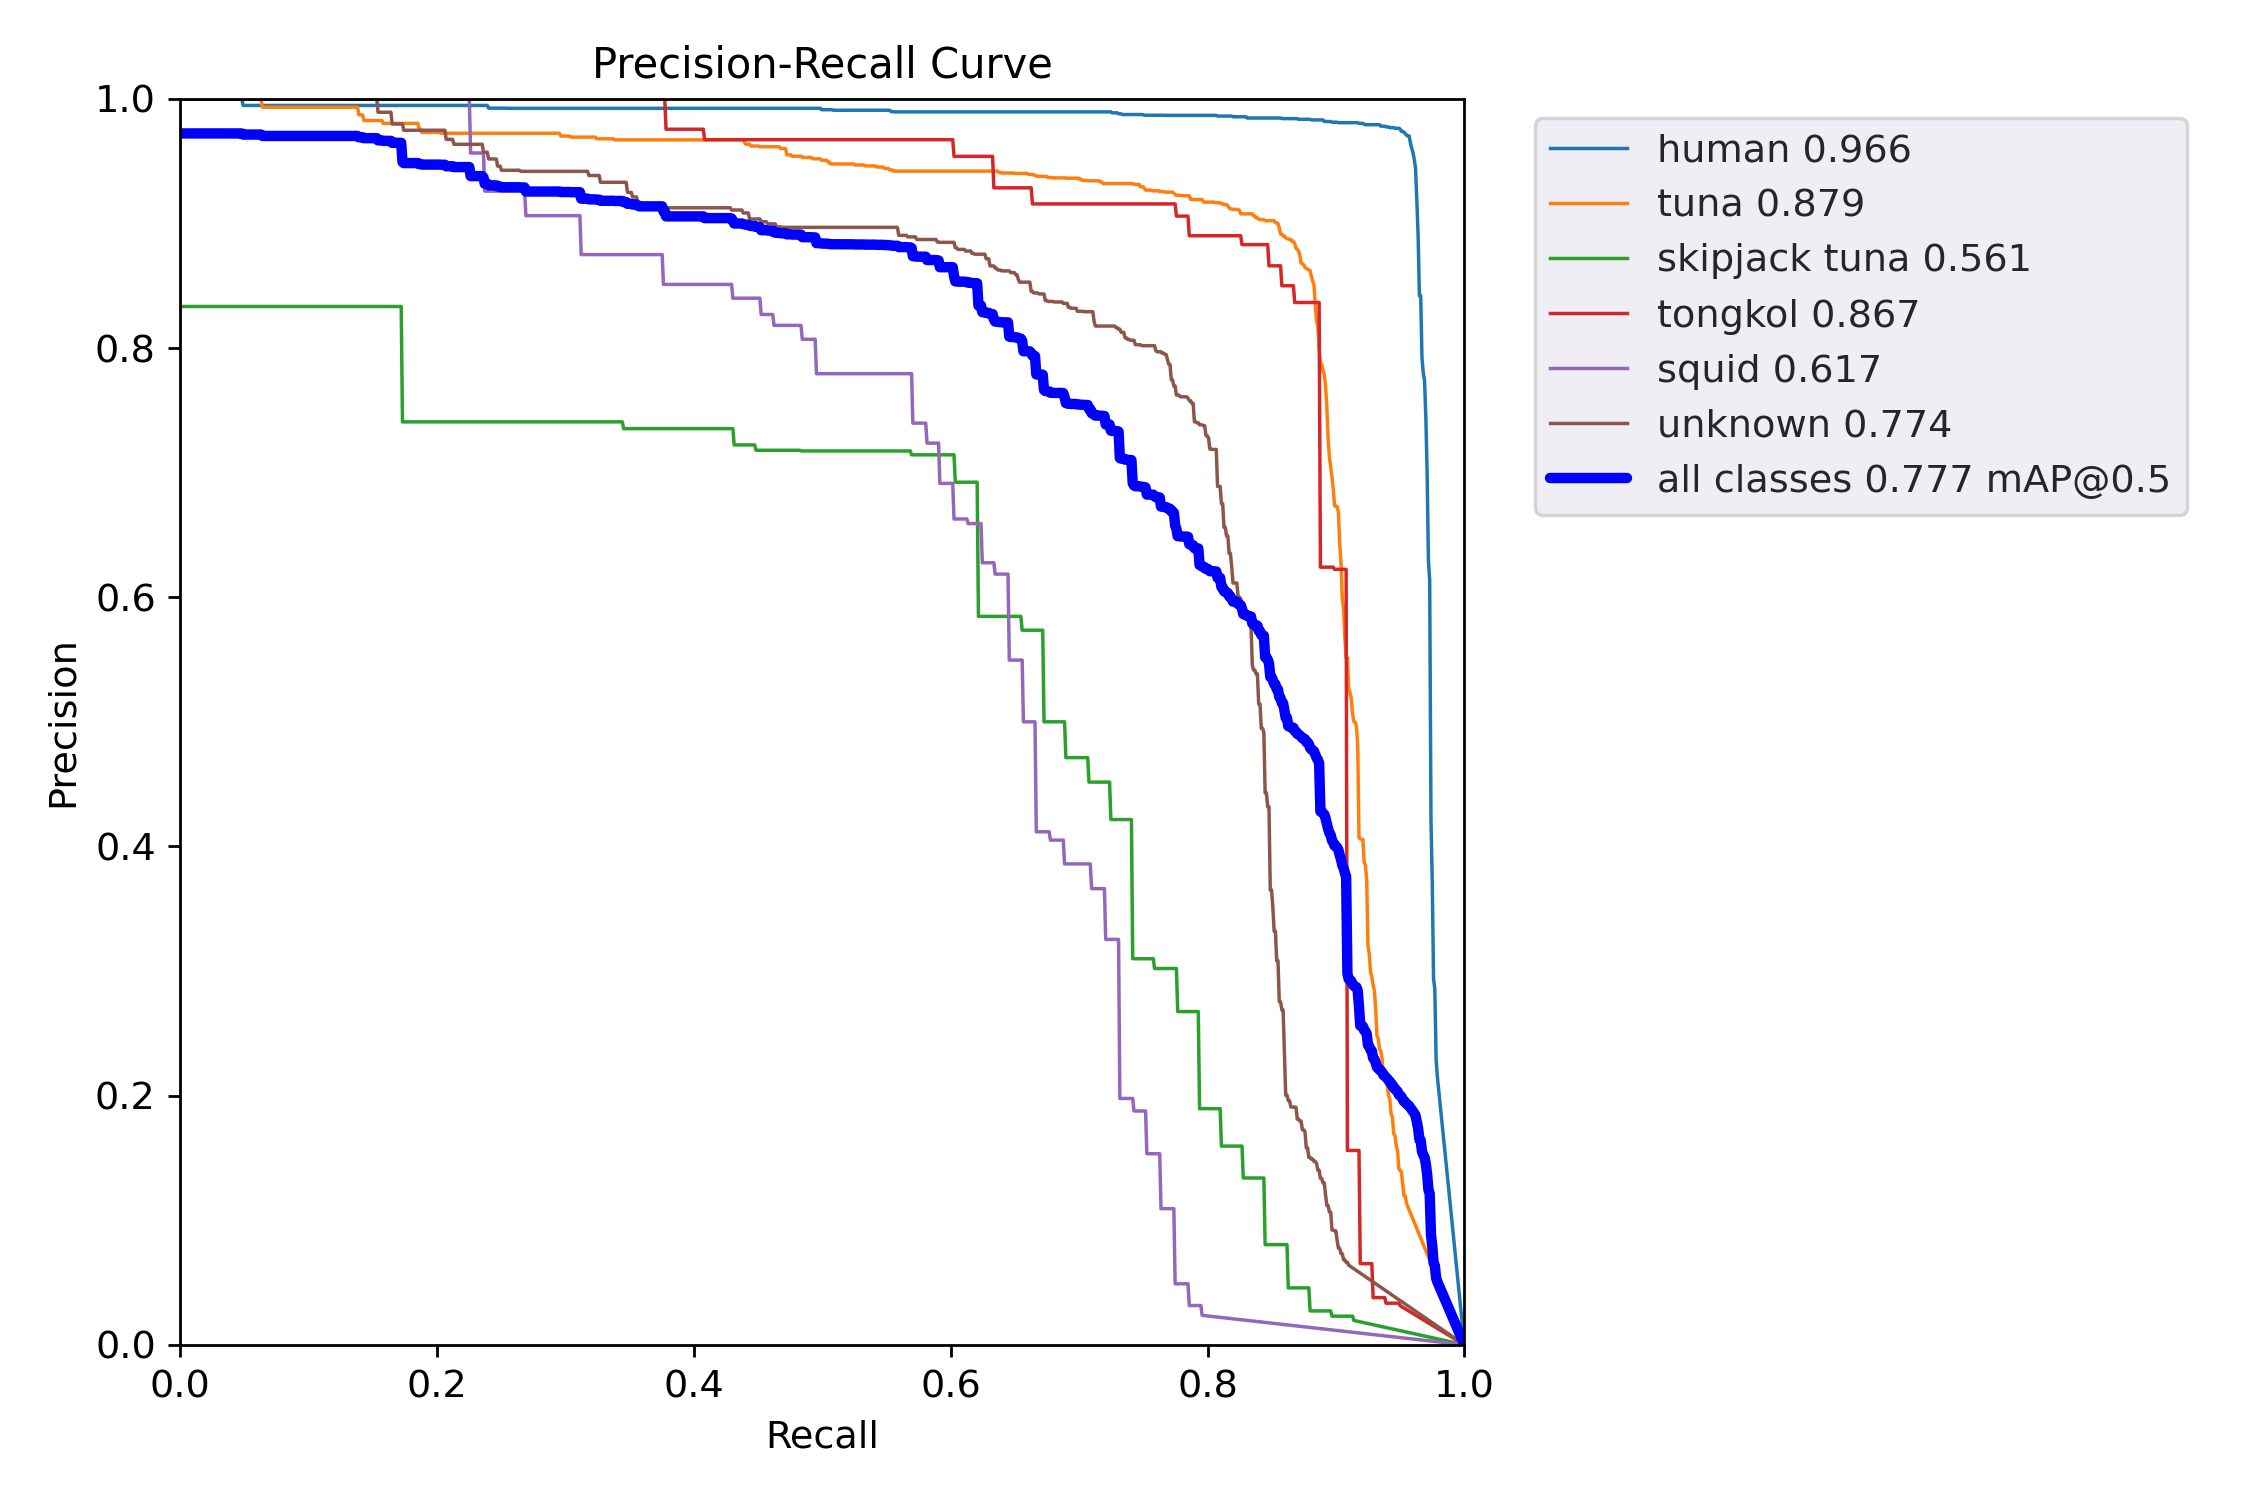 Precision-Recall Curve
1.0
0.8
0.6
0.4
0.2
0.0
Precision
0.0 0.2 0.4 0.6 0.8 1.0
Recall
human 0.966
tuna 0.879
skipjack tuna 0.561
tongkol 0.867
squid 0.617
unknown 0.774
all classes 0.777 mAP@0.5